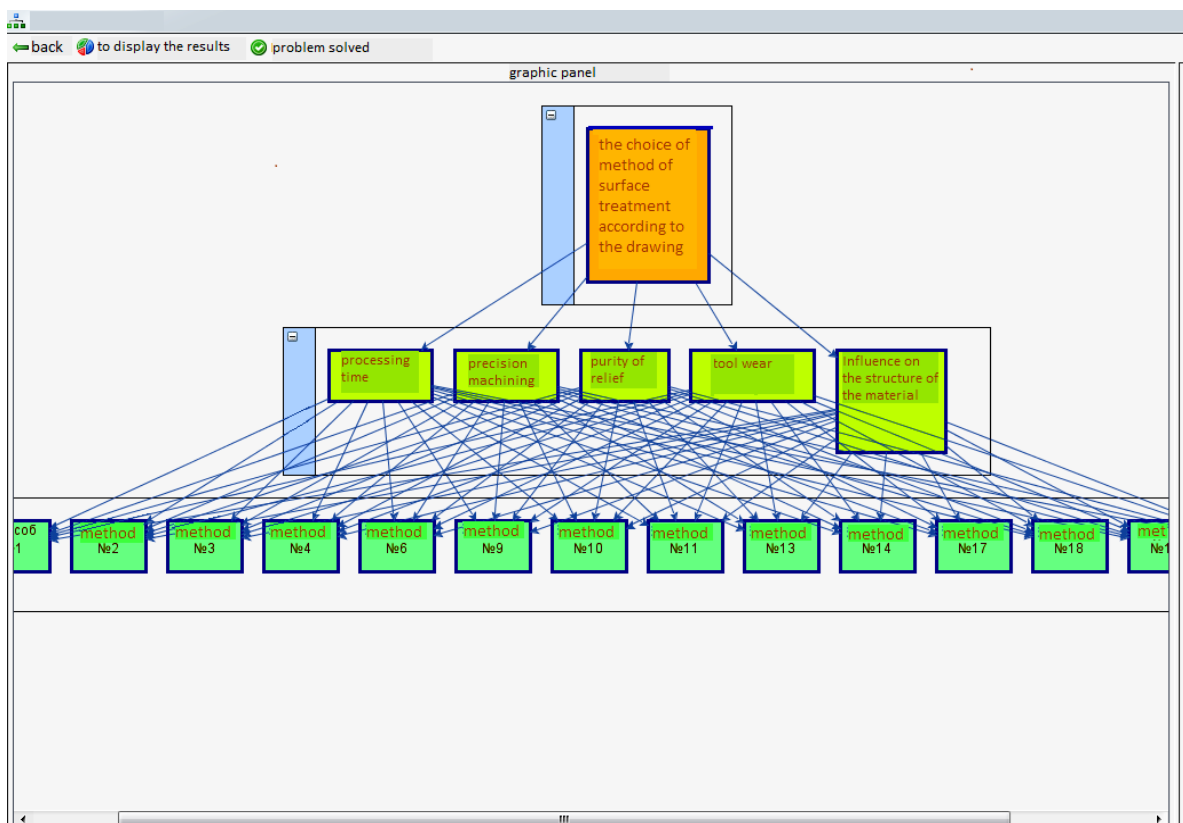 back to display the results problem solved
graphic panel
the choice of
method of
surface
treatment
according to
the drawing
processing
time
precision
machining
purity of
relief
tool wear
Influence on
the structure of
the material
соб
1
method
№2
method
№3
method
№4
method
№6
method
№9
method
№10
method
№11
method
№13
method
№14
method
№17
method
№18
met
№1